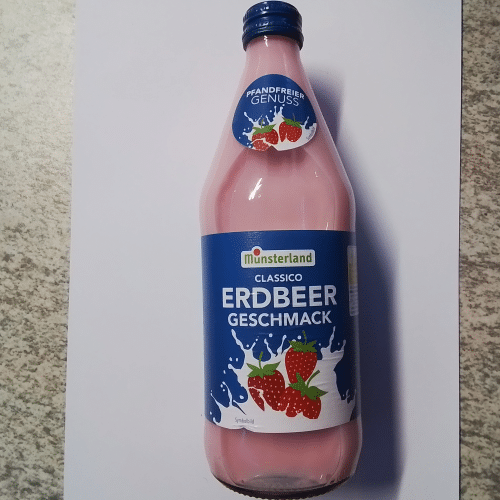 PFANDFREIER
GENUSS
Münsterland
CLASSICO
ERDBEER
GESCHMACK